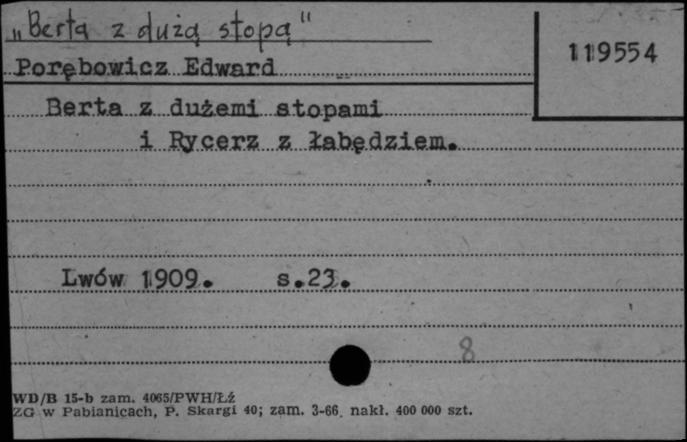 „Berta z dużą stopą"
119554
Porębowicz Edward
Berta z dużemi stopami
i Rycerz z łabędziem.
Lwów 1909. s.23.
8
WD/B 15-b zam. 4065/PWH/Łź
ZG w Pabianicach, P. Skargi 40; zam. 3-66. nakł. 400 000 szt.